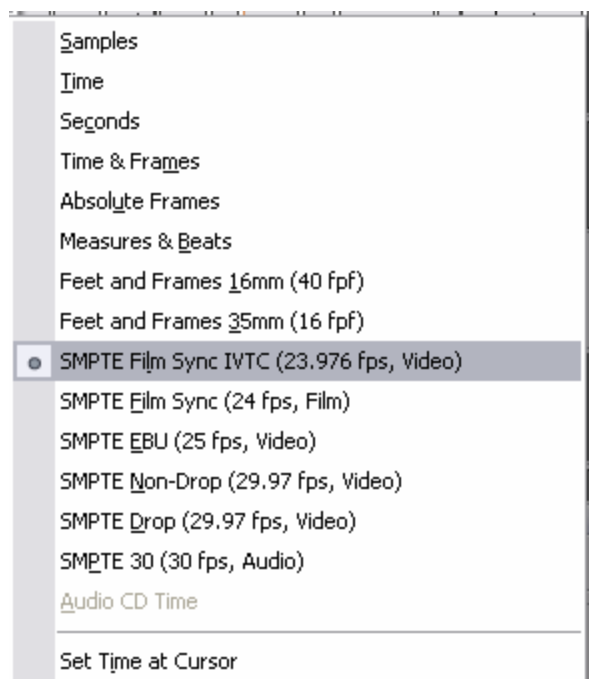 Samples
Time
Seconds
Time & Frames
Absolute Frames
Measures & Beats
Feet and Frames 16mm (40 fpf)
Feet and Frames 35mm (16 fpf)
SMPTE Film Sync IVTC (23.976 fps, Video)
SMPTE Film Sync (24 fps, Film)
SMPTE EBU (25 fps, Video)
SMPTE Non-Drop (29.97 fps, Video)
SMPTE Drop (29.97 fps, Video)
SMPTE 30 (30 fps, Audio)
Audio CD Time
Set Time at Cursor